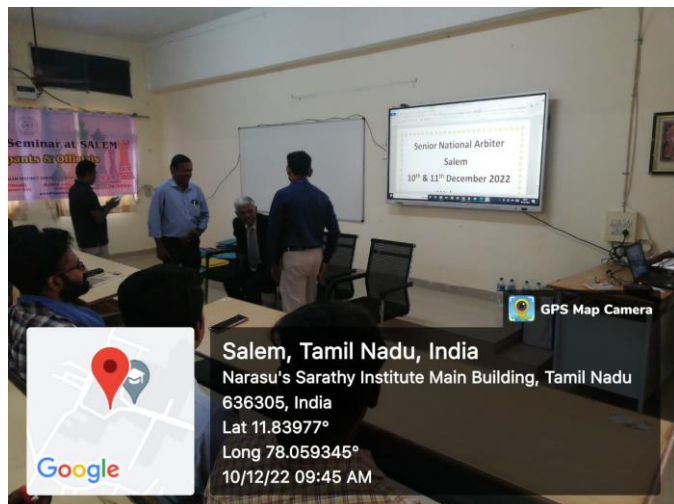 Seminar at SALEM
pants & Officials
Senior National Arbiter
Salem
10th & 11th December 2022
GPS Map Camera
Salem, Tamil Nadu, India
Narasu's Sarathy Institute Main Building, Tamil Nadu
636305, India
Lat 11.83977°
Long 78.059345°
10/12/22 09:45 AM
Google